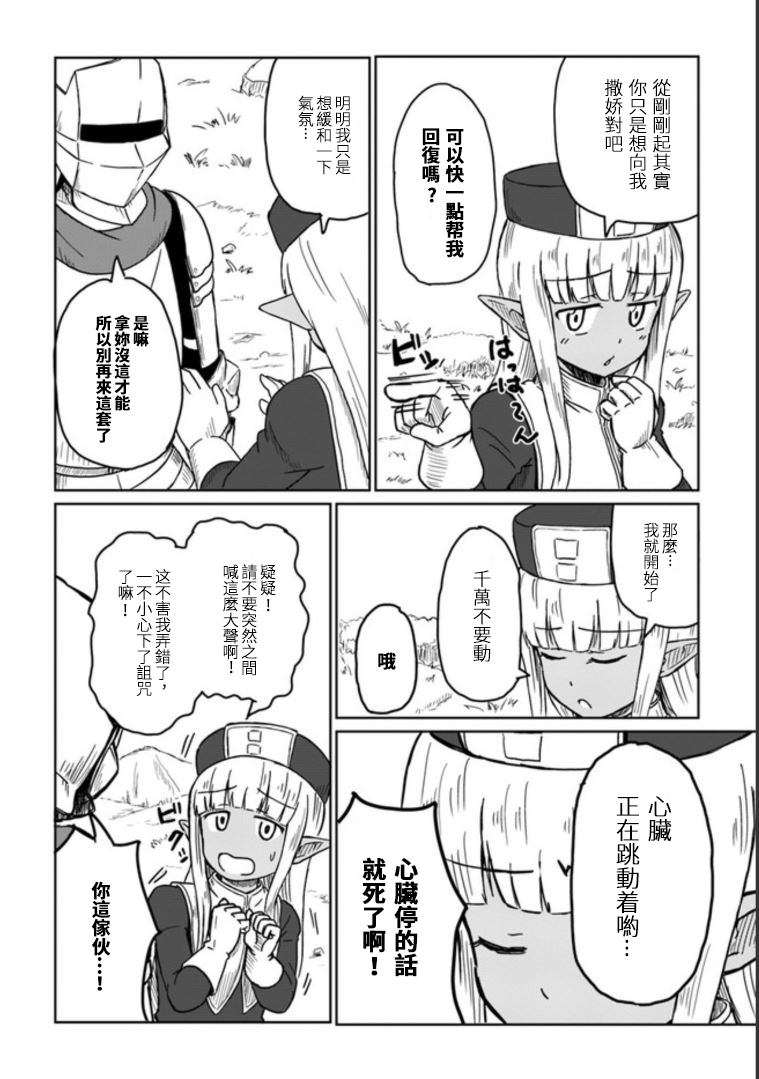 從剛剛起其實
你只是想向我
撒娇對吧
可以快一點帮我
回復嗎?
はっはーん
ビッ
明明我只是
想緩和一下
氣氛…
是嘛
拿妳沒這才能
所以別再來這套了
那麼…
我就開始了
千萬不要動
哦
心臟
正在跳動着喲…
心臟停的話
就死了啊!
疑疑!
請不要突然之間
喊這麼大聲啊!
这不害我弄錯了,
一不小心下了詛咒
了嘛!
ビクッ
你這傢伙…!